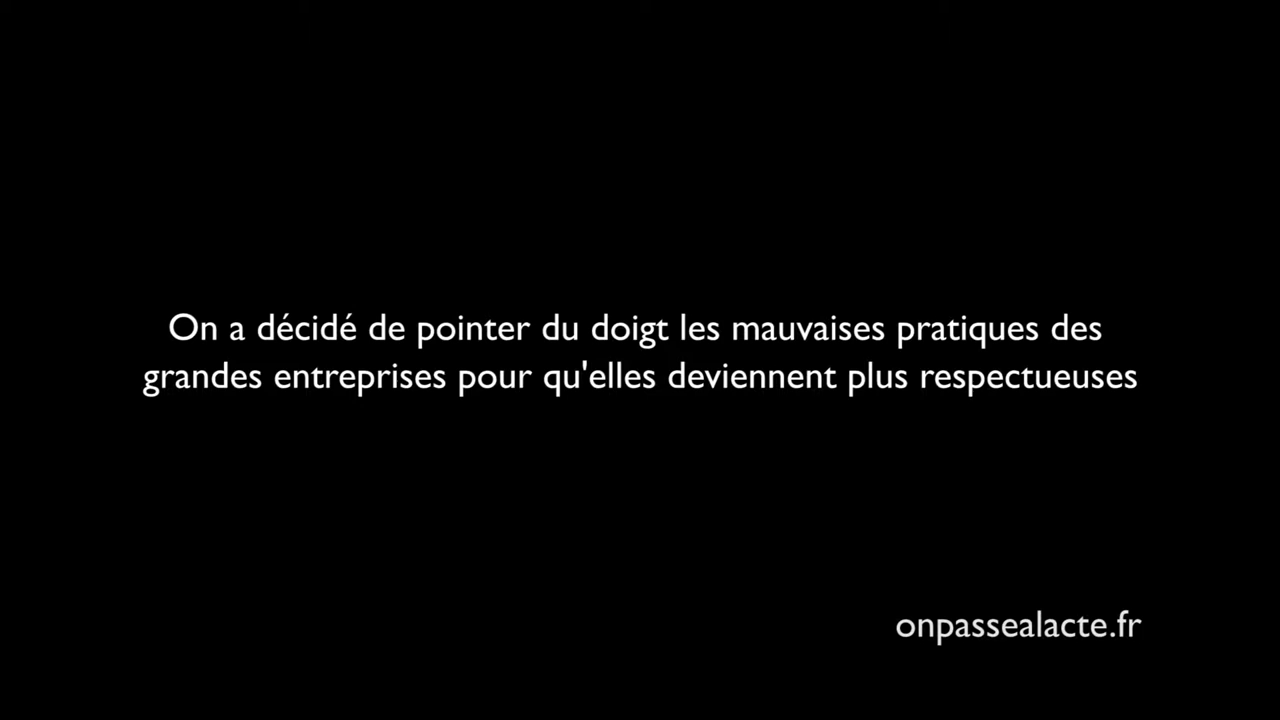 On a décidé de pointer du doigt les mauvaises pratiques des
grandes entreprises pour qu'elles deviennent plus respectueuses
onpassealacte.fr